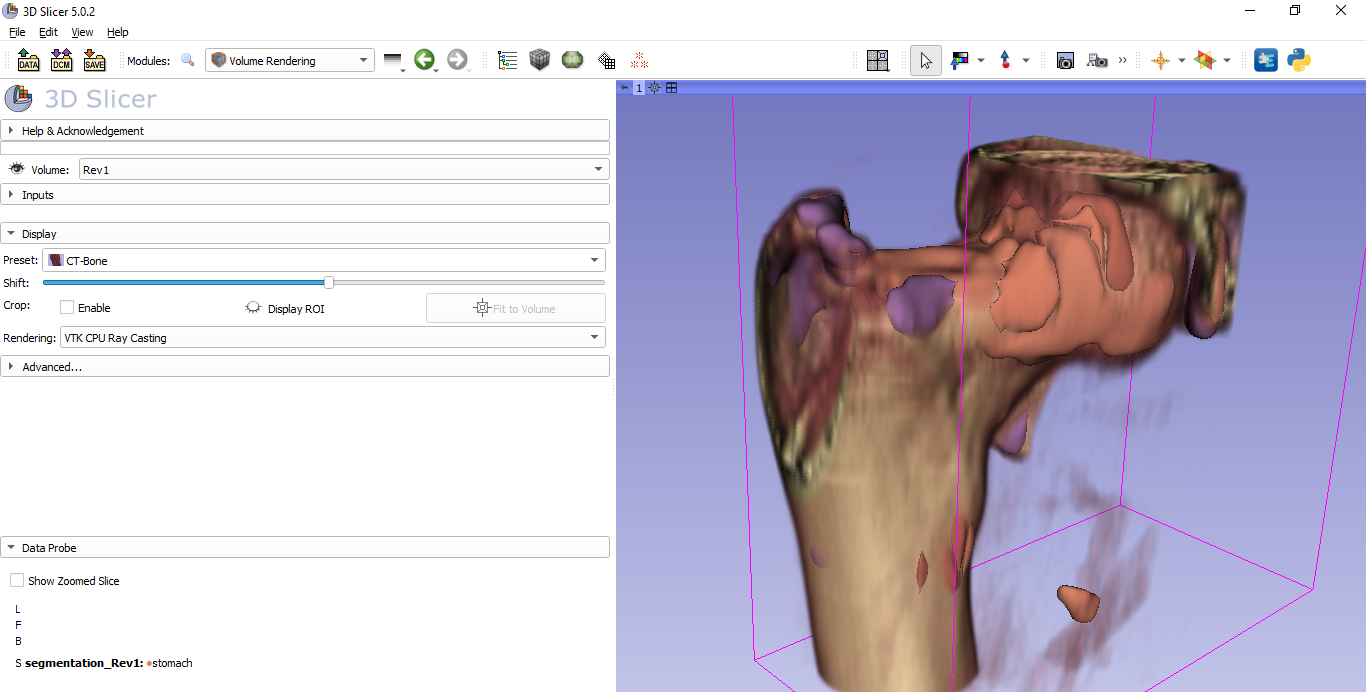 3D Slicer 5.0.2
File Edit View Help
DATA DCM SAVE Modules: Volume Rendering »
3D Slicer
1
Help & Acknowledgement
Volume: Rev1
Inputs
Display
Preset: CT-Bone
Shift:
Crop: Enable Display ROI Fit to Volume
Rendering: VTK CPU Ray Casting
Advanced...
Data Probe
Show Zoomed Slice
L
F
B
S segmentation_Rev1: •stomach